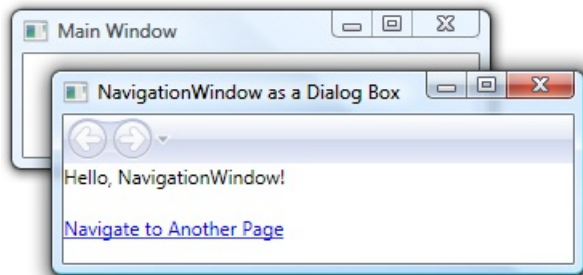 Main Window
NavigationWindow as a Dialog Box
Hello, NavigationWindow!
Navigate to Another Page